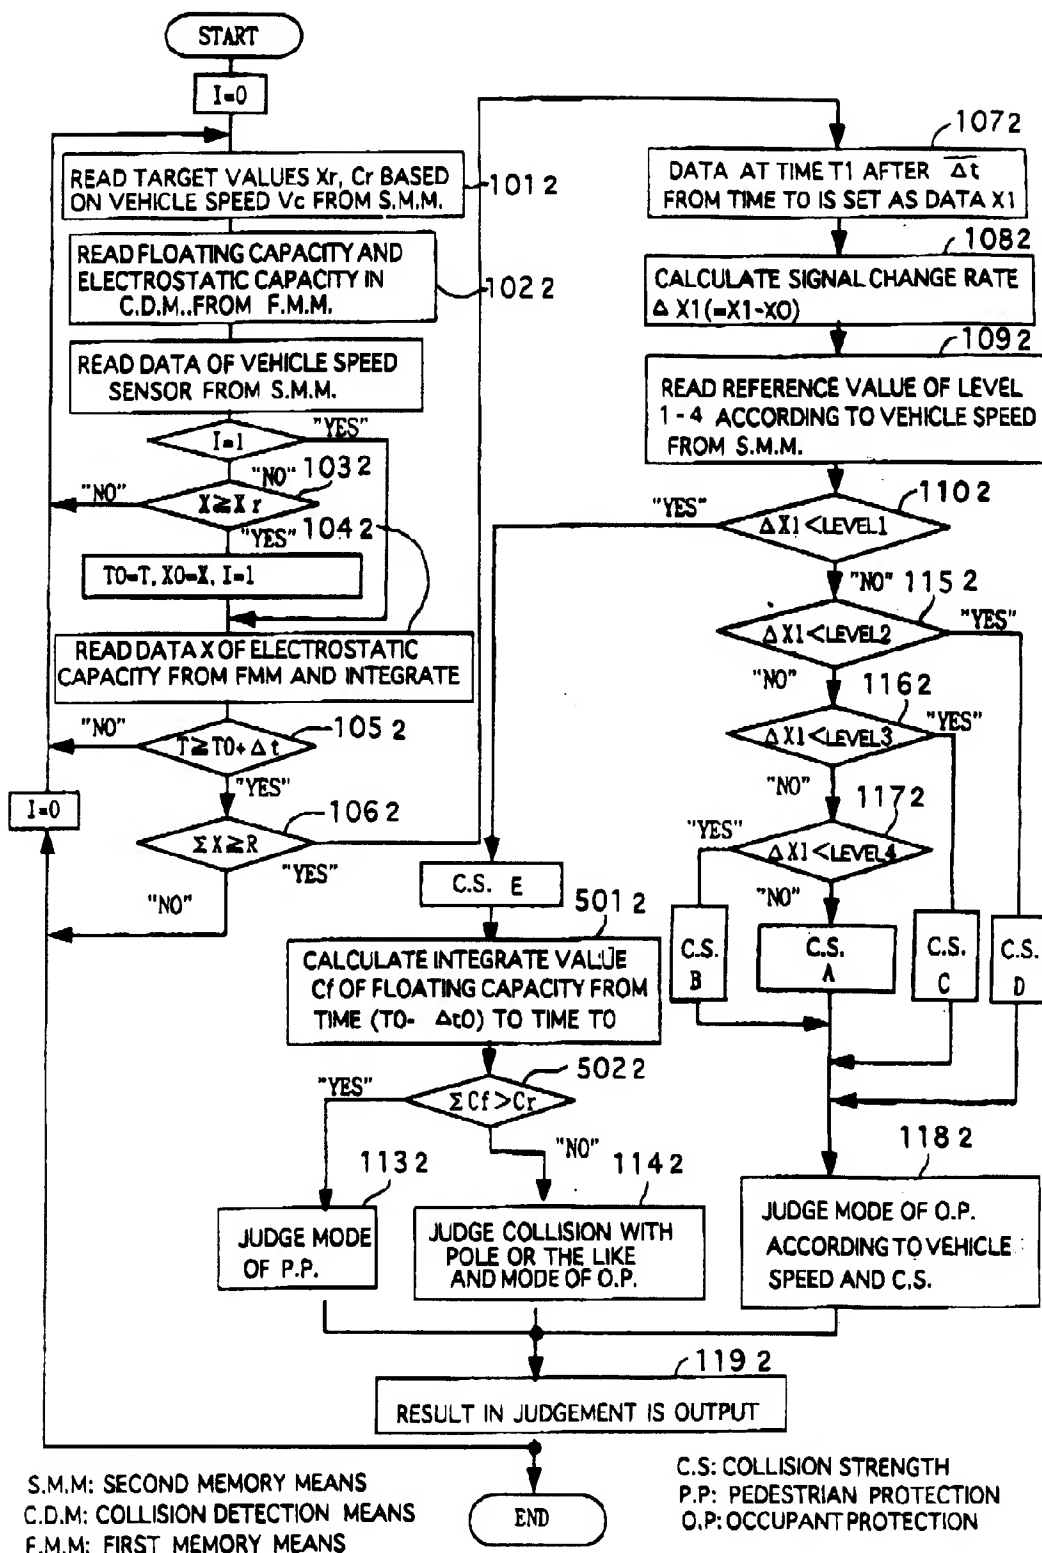 START
I=0
READ TARGET VALUES Xr, Cr BASED
ON VEHICLE SPEED Vc FROM S.M.M.
1012
READ FLOATING CAPACITY AND
ELECTROSTATIC CAPACITY IN
C.D.M..FROM F.M.M.
1022
READ DATA OF VEHICLE SPEED
SENSOR FROM S.M.M.
I=1
"YES"
"NO"
1032
X≧Xr
"NO"
"YES"
1042
T0=T, X0=X, I=1
READ DATA X OF ELECTROSTATIC
CAPACITY FROM FMM AND INTEGRATE
"NO"
1052
T≧T0+Δt
"YES"
I=0
1062
ΣX≧R
"YES"
"NO"
1072
DATA AT TIME T1 AFTER Δt
FROM TIME T0 IS SET AS DATA X1
1082
CALCULATE SIGNAL CHANGE RATE
ΔX1(=X1-X0)
1092
READ REFERENCE VALUE OF LEVEL
1-4 ACCORDING TO VEHICLE SPEED
FROM S.M.M.
1102
"YES"
ΔX1<LEVEL1
"NO"
1152
ΔX1<LEVEL2
"YES"
"NO"
1162
ΔX1<LEVEL3
"YES"
"NO"
1172
"YES"
ΔX1<LEVEL4
"NO"
C.S. E
C.S.
B
C.S.
A
C.S.
C
C.S.
D
5012
CALCULATE INTEGRATE VALUE
Cf OF FLOATING CAPACITY FROM
TIME (T0- Δt0) TO TIME T0
5022
"YES"
ΣCf>Cr
"NO"
1132
JUDGE MODE
OF P.P.
1142
JUDGE COLLISION WITH
POLE OR THE LIKE
AND MODE OF O.P.
1182
JUDGE MODE OF O.P.
ACCORDING TO VEHICLE
SPEED AND C.S.
1192
RESULT IN JUDGEMENT IS OUTPUT
END
S.M.M: SECOND MEMORY MEANS
C.D.M: COLLISION DETECTION MEANS
F.M.M: FIRST MEMORY MEANS
C.S: COLLISION STRENGTH
P.P: PEDESTRIAN PROTECTION
O.P: OCCUPANT PROTECTION